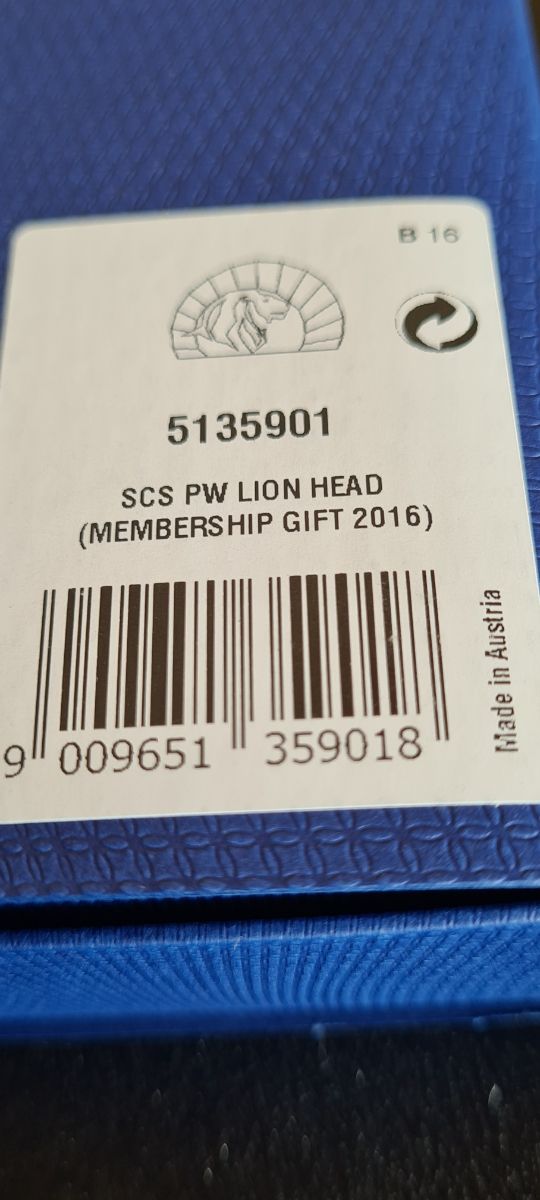 B 16
5135901
SCS PW LION HEAD
(MEMBERSHIP GIFT 2016)
Made in Austria
9 009651 359018